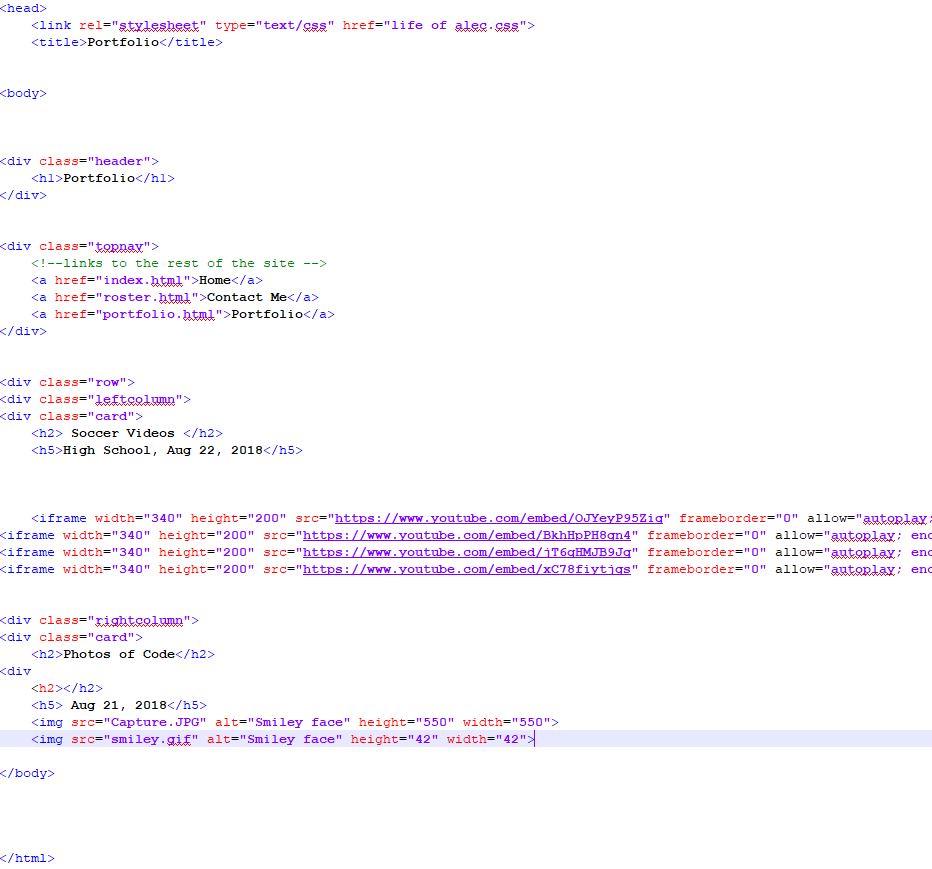 <head>
<link rel="stylesheet" type="text/css" href="life of alec.css">
<title>Portfolio</title>
<body>
<div class="header">
<h1>Portfolio</h1>
</div>
<div class="topnav">
<!--links to the rest of the site -->
<a href="index.html">Home</a>
<a href="roster.html">Contact Me</a>
<a href="portfolio.html">Portfolio</a>
</div>
<div class="row">
<div class="leftcolumn">
<div class="card">
<h2> Soccer Videos </h2>
<h5>High School, Aug 22, 2018</h5>
<iframe width="340" height="200" src="https://www.youtube.com/embed/OJYeyP95Ziq" frameborder="0" allow="autoplay;
<iframe width="340" height="200" src="https://www.youtube.com/embed/BkhHpPH8qn4" frameborder="0" allow="autoplay; enc
<iframe width="340" height="200" src="https://www.youtube.com/embed/jT6qHMJB9Jq" frameborder="0" allow="autoplay; enc
<iframe width="340" height="200" src="https://www.youtube.com/embed/xC78fiytjqs" frameborder="0" allow="autoplay; enc
<div class="rightcolumn">
<div class="card">
<h2>Photos of Code</h2>
<div
<h2></h2>
<h5> Aug 21, 2018</h5>
<img src="Capture.JPG" alt="Smiley face" height="550" width="550">
<img src="smiley.gif" alt="Smiley face" height="42" width="42">
</body>
</html>